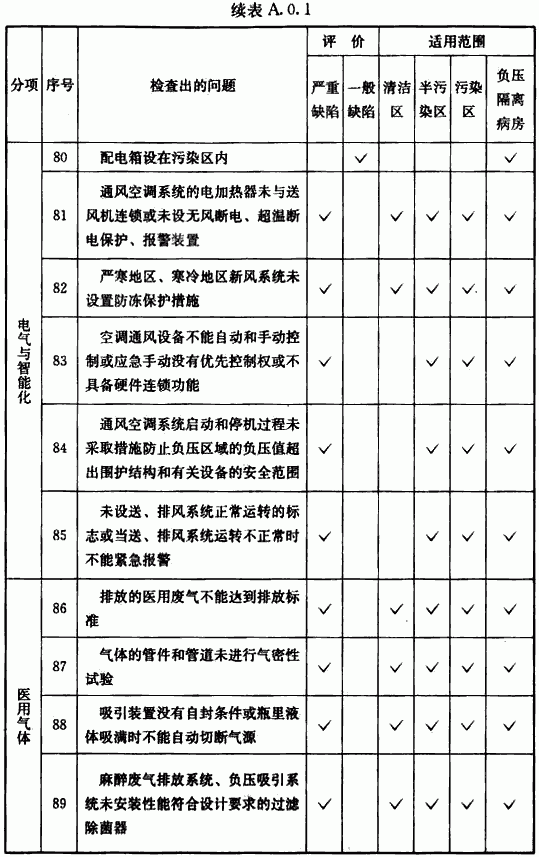 续表 A.0.1
分项 序号 检查出的问题 评 价 适用范围
严重缺陷 一般缺陷 清洁区 半污染区 污染区 负压隔离病房
电气与智能化
80 配电箱设在污染区内 ✓ ✓
81 通风空调系统的电加热器未与送
风机连锁或未设无风断电、超温断
电保护、报警装置 ✓ ✓ ✓ ✓ ✓
82 严寒地区、寒冷地区新风系统未
设置防冻保护措施 ✓ ✓ ✓ ✓ ✓
83 空调通风设备不能自动和手动控
制或应急手动没有优先控制权或不
具备硬件连锁功能 ✓ ✓ ✓ ✓
84 通风空调系统启动和停机过程未
采取措施防止负压区域的负压值超
出围护结构和有关设备的安全范围 ✓ ✓ ✓ ✓
85 未设送、排风系统正常运转的标
志或当送、排风系统运转不正常时
不能紧急报警 ✓ ✓ ✓ ✓
医用气体
86 排放的医用废气不能达到排放标
准 ✓ ✓ ✓ ✓ ✓
87 气体的管件和管道未进行气密性
试验 ✓ ✓ ✓ ✓ ✓
88 吸引装置没有自封条件或瓶里液
体吸满时不能自动切断气源 ✓ ✓ ✓ ✓ ✓
89 麻醉废气排放系统、负压吸引系
统未安装性能符合设计要求的过滤
除菌器 ✓ ✓ ✓ ✓ ✓